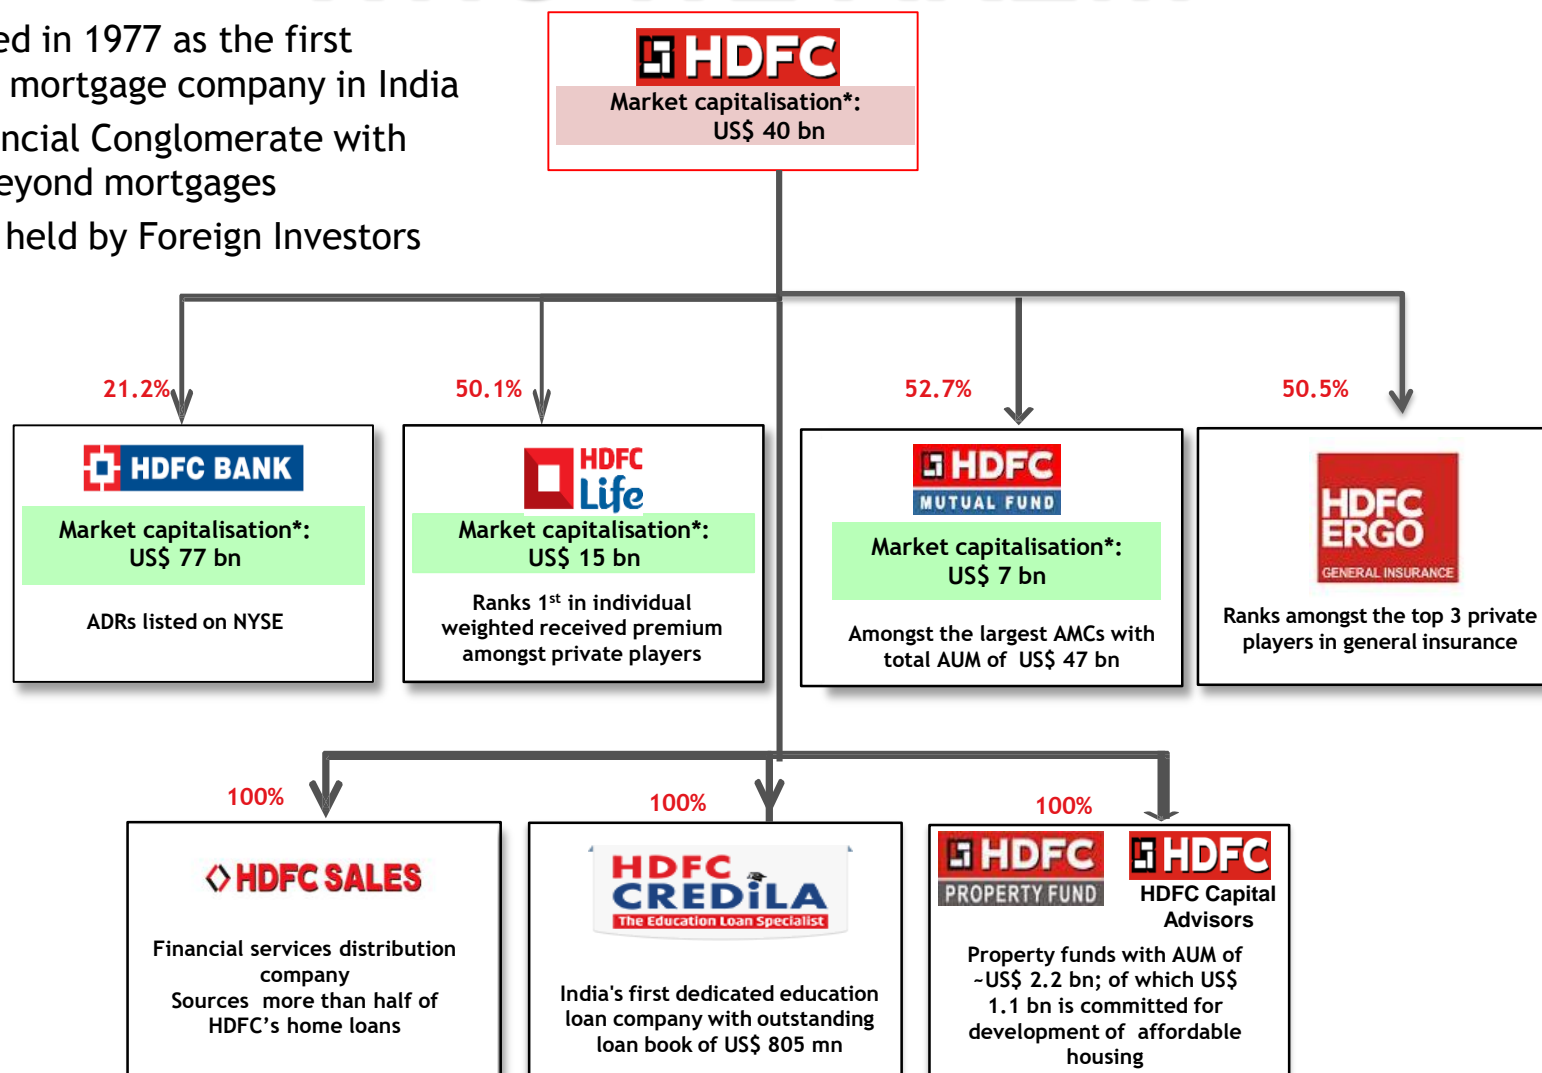 ed in 1977 as the first
mortgage company in India
ncial Conglomerate with
eyond mortgages
held by Foreign Investors
HDFC
Market capitalisation*:
US$ 40 bn
21.2%
50.1%
52.7%
50.5%
HDFC BANK
Market capitalisation*:
US$ 77 bn
ADRs listed on NYSE
HDFC
Life
Market capitalisation*:
US$ 15 bn
Ranks 1st in individual
weighted received premium
amongst private players
HDFC
MUTUAL FUND
Market capitalisation*:
US$ 7 bn
Amongst the largest AMCs with
total AUM of US$ 47 bn
HDFC
ERGO
GENERAL INSURANCE
Ranks amongst the top 3 private
players in general insurance
100%
100%
100%
HDFC SALES
Financial services distribution
company
Sources more than half of
HDFC’s home loans
HDFC
CREDiLA
The Education Loan Specialist
India's first dedicated education
loan company with outstanding
loan book of US$ 805 mn
HDFC
PROPERTY FUND
HDFC
HDFC Capital
Advisors
Property funds with AUM of
~US$ 2.2 bn; of which US$
1.1 bn is committed for
development of affordable
housing